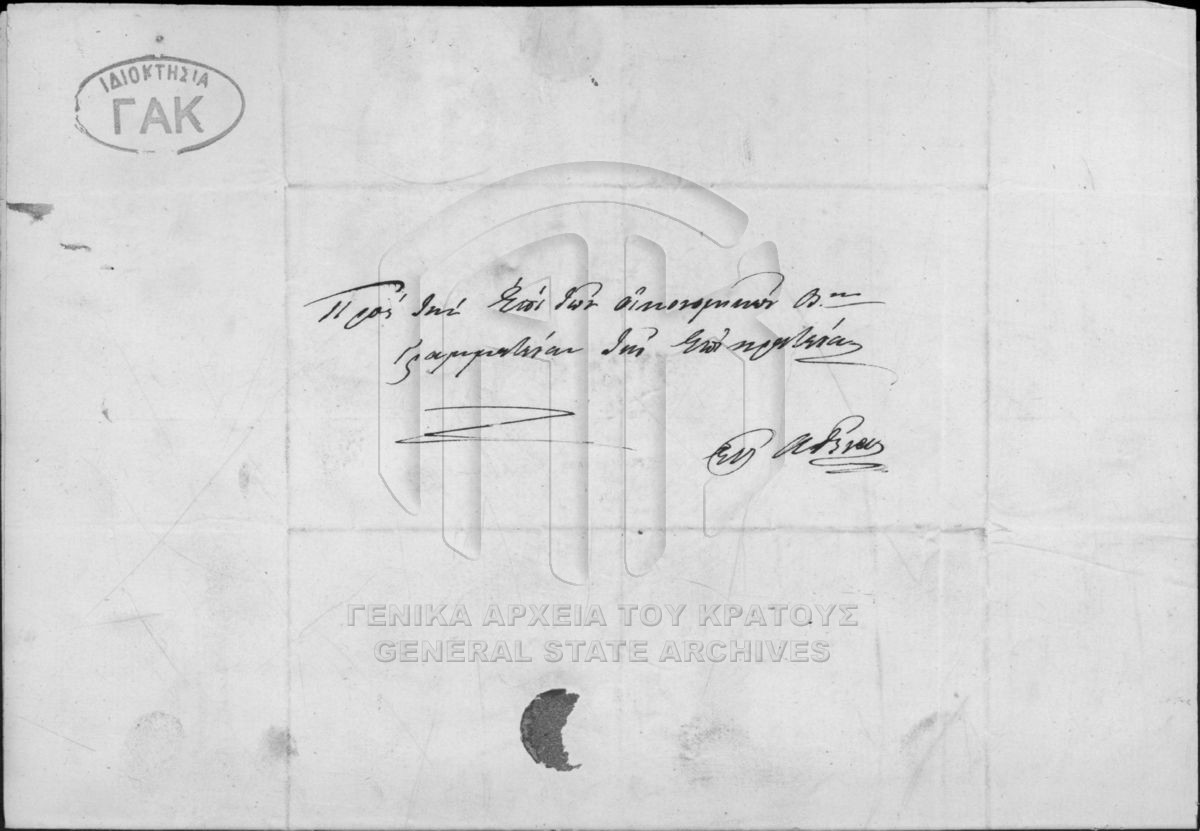 ΙΔΙΟΚΤΗΣΙΑ
ΓΑΚ
Πρὸς τὴν Ἐπὶ τῶν οἰκονομικῶν Β.κην
Γραμματείαν τῆς Ἐπικρατείας
Εἰς Ἀθήνας
ΓΕΝΙΚΑ ΑΡΧΕΙΑ ΤΟΥ ΚΡΑΤΟΥΣ
GENERAL STATE ARCHIVES